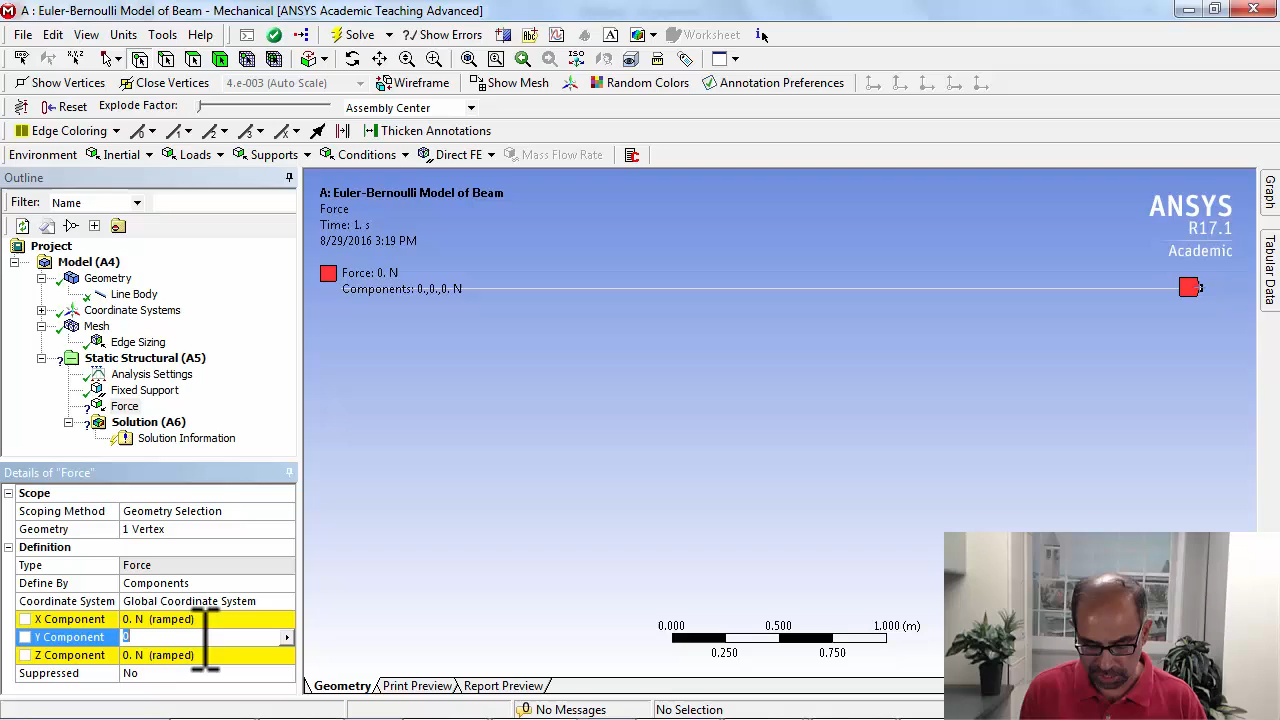 A : Euler-Bernoulli Model of Beam - Mechanical [ANSYS Academic Teaching Advanced]
File Edit View Units Tools Help Solve Show Errors Worksheet
Show Vertices Close Vertices 4.e-003 (Auto Scale) Wireframe Show Mesh Random Colors Annotation Preferences
Reset Explode Factor: Assembly Center
Edge Coloring Thicken Annotations
Environment Inertial Loads Supports Conditions Direct FE Mass Flow Rate
Outline
Filter: Name
Project
Model (A4)
Geometry
Line Body
Coordinate Systems
Mesh
Edge Sizing
Static Structural (A5)
Analysis Settings
Fixed Support
Force
Solution (A6)
Solution Information
Details of "Force"
Scope
Scoping Method Geometry Selection
Geometry 1 Vertex
Definition
Type Force
Define By Components
Coordinate System Global Coordinate System
X Component 0. N (ramped)
Y Component 0
Z Component 0. N (ramped)
Suppressed No
A: Euler-Bernoulli Model of Beam
Force
Time: 1. s
8/29/2016 3:19 PM
Force: 0. N
Components: 0.,0.,0. N
ANSYS
R17.1
Academic
0.000 0.500 1.000 (m)
0.250 0.750
Geometry Print Preview Report Preview
No Messages No Selection
Graph
Tabular Data